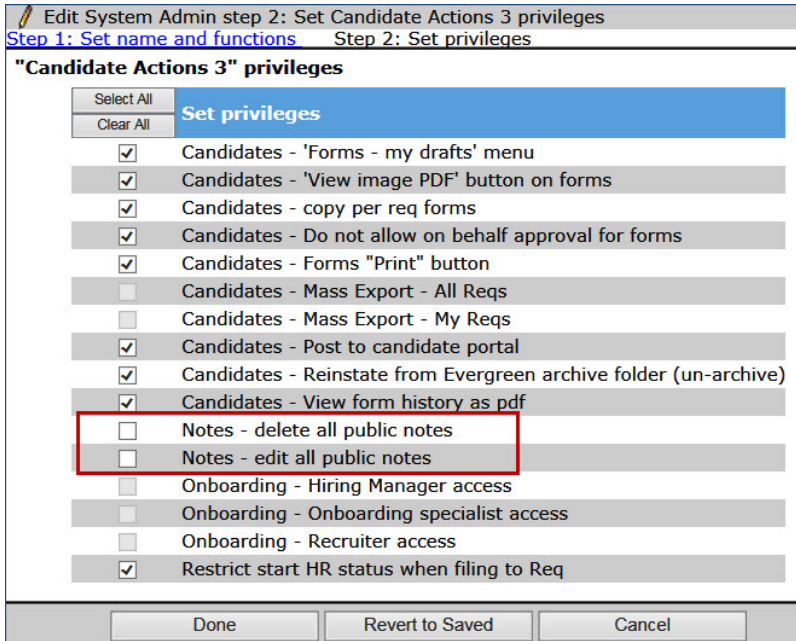 Edit System Admin step 2: Set Candidate Actions 3 privileges
Step 1: Set name and functions Step 2: Set privileges
"Candidate Actions 3" privileges
Select All
Clear All
Set privileges
Candidates - 'Forms - my drafts' menu
Candidates - 'View image PDF' button on forms
Candidates - copy per req forms
Candidates - Do not allow on behalf approval for forms
Candidates - Forms "Print" button
Candidates - Mass Export - All Reqs
Candidates - Mass Export - My Reqs
Candidates - Post to candidate portal
Candidates - Reinstate from Evergreen archive folder (un-archive)
Candidates - View form history as pdf
Notes - delete all public notes
Notes - edit all public notes
Onboarding - Hiring Manager access
Onboarding - Onboarding specialist access
Onboarding - Recruiter access
Restrict start HR status when filing to Req
Done Revert to Saved Cancel